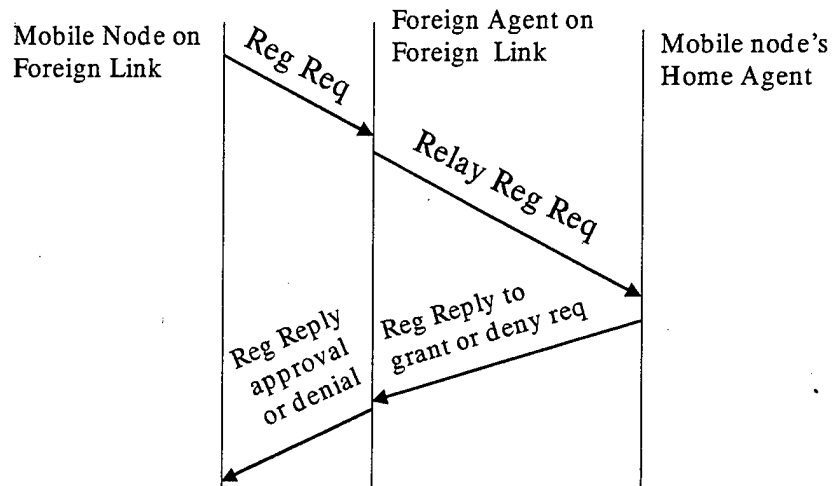 Mobile Node on
Foreign Link
Foreign Agent on
Foreign Link
Mobile node's
Home Agent
Reg Req
Relay Reg Req
Reg Reply to
grant or deny req
Reg Reply
approval
or denial